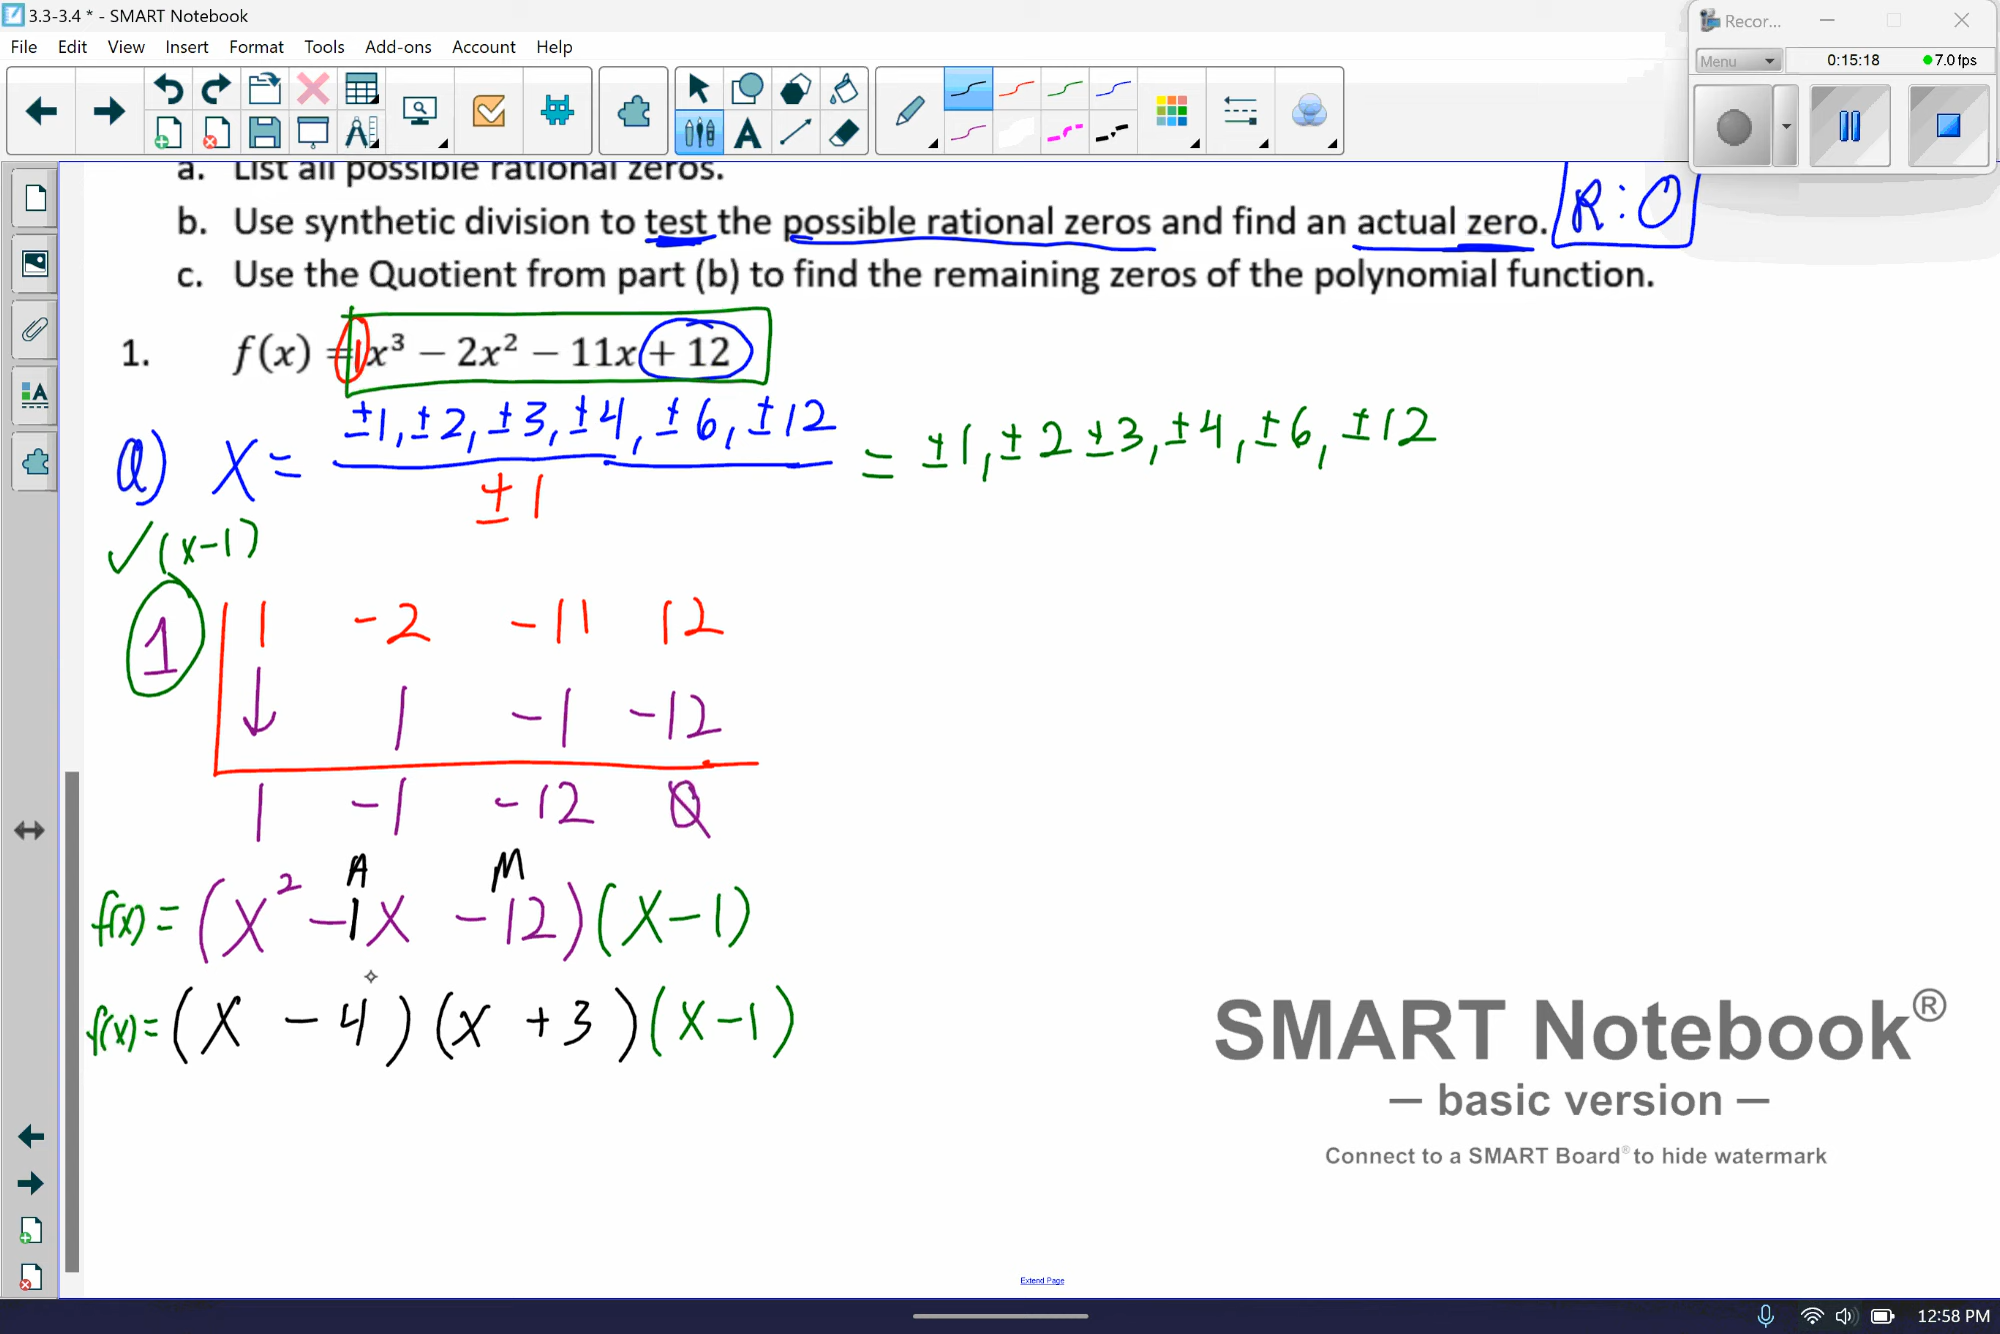 3.3-3.4 * - SMART Notebook
Recor...
File Edit View Insert Format Tools Add-ons Account Help
Menu 0:15:18 7.0fps
a. List all possible rational zeros.
b. Use synthetic division to test the possible rational zeros and find an actual zero. R:0
c. Use the Quotient from part (b) to find the remaining zeros of the polynomial function.
1. f(x) = 1x³ − 2x² − 11x + 12
a) X = ±1, ±2, ±3, ±4, ±6, ±12 / ±1 = ±1, ±2 ±3, ±4, ±6, ±12
✓(x-1)
1 1 -2 -11 12
↓ 1 -1 -12
1 -1 -12 0
A M
f(x) = (x² -1x -12)(x-1)
f(x) = (x - 4)(x + 3)(x-1)
SMART Notebook®
— basic version —
Connect to a SMART Board® to hide watermark
Extend Page
12:58 PM